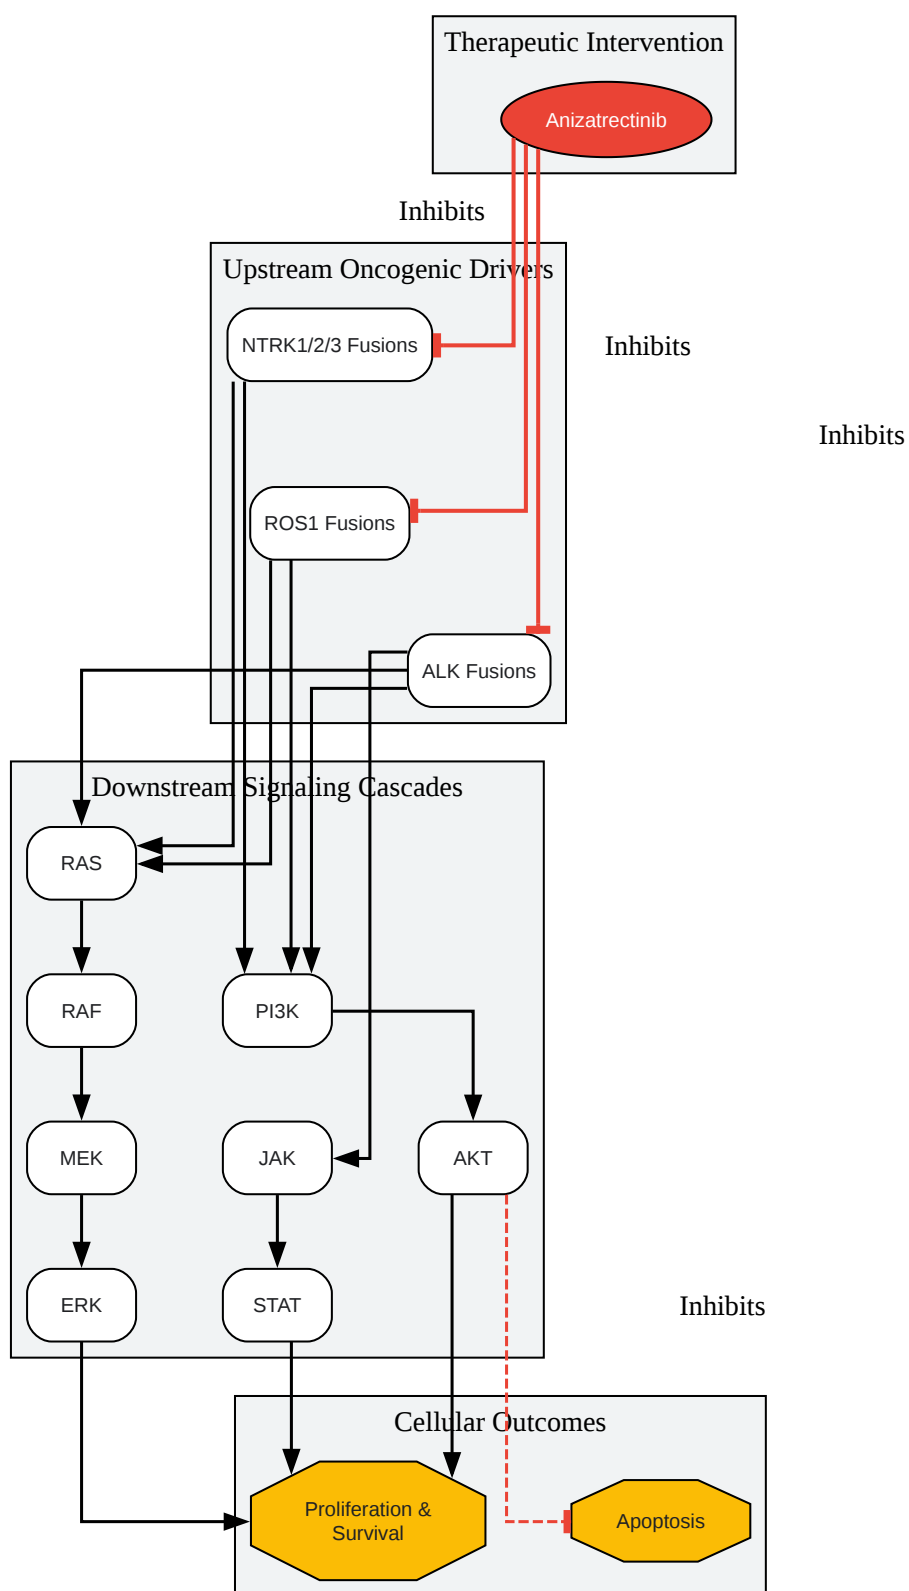 Therapeutic Intervention
Anizatrectinib
Inhibits
Upstream Oncogenic Drivers
NTRK1/2/3 Fusions
Inhibits
Inhibits
ROS1 Fusions
ALK Fusions
Downstream Signaling Cascades
RAS
RAF
PI3K
MEK
JAK
AKT
ERK
STAT
Inhibits
Cellular Outcomes
Proliferation &
Survival
Apoptosis